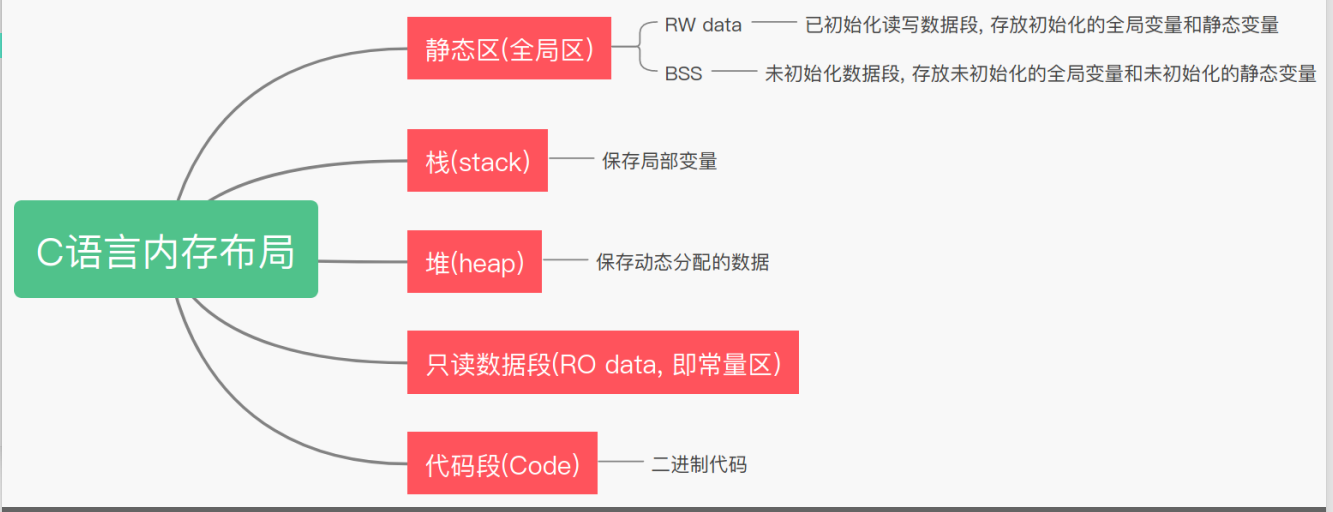 C语言内存布局
静态区(全局区)
RW data
已初始化读写数据段, 存放初始化的全局变量和静态变量
BSS
未初始化数据段, 存放未初始化的全局变量和未初始化的静态变量
栈(stack)
保存局部变量
堆(heap)
保存动态分配的数据
只读数据段(RO data, 即常量区)
代码段(Code)
二进制代码